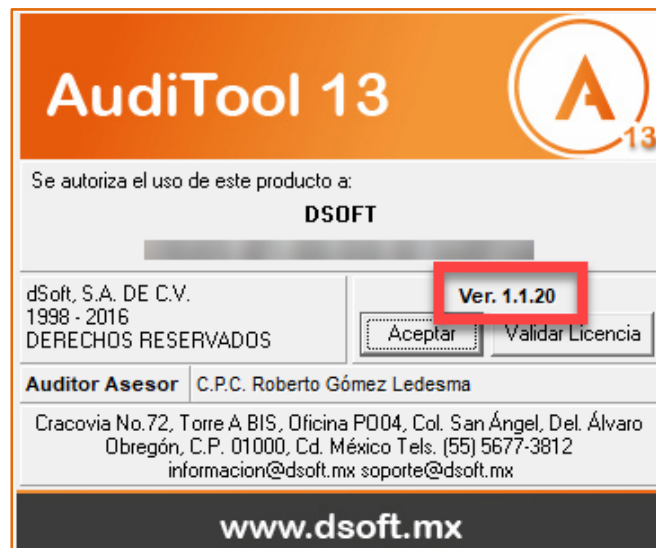 AudiTool 13
A
13
Se autoriza el uso de este producto a:
DSOFT
dSoft, S.A. DE C.V.
1998 - 2016
DERECHOS RESERVADOS
Ver. 1.1.20
Aceptar
Validar Licencia
Auditor Asesor
C.P.C. Roberto Gómez Ledesma
Cracovia No.72, Torre A BIS, Oficina PO04, Col. San Ángel, Del. Álvaro
Obregón, C.P. 01000, Cd. México Tels. (55) 5677-3812
informacion@dsoft.mx soporte@dsoft.mx
www.dsoft.mx